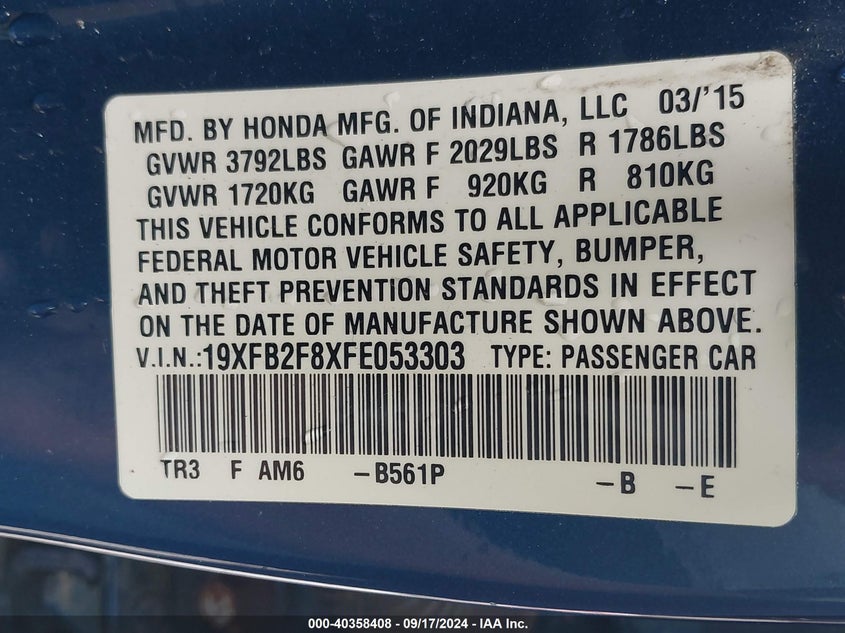 MFD. BY HONDA MFG. OF INDIANA, LLC 03/'15
GVWR 3792LBS GAWR F 2029LBS R 1786LBS
GVWR 1720KG GAWR F 920KG R 810KG
THIS VEHICLE CONFORMS TO ALL APPLICABLE
FEDERAL MOTOR VEHICLE SAFETY, BUMPER,
AND THEFT PREVENTION STANDARDS IN EFFECT
ON THE DATE OF MANUFACTURE SHOWN ABOVE.
V.I.N.:19XFB2F8XFE053303 TYPE: PASSENGER CAR
TR3 F AM6 -B561P -B -E
000-40358408 - 09/17/2024 - IAA Inc.